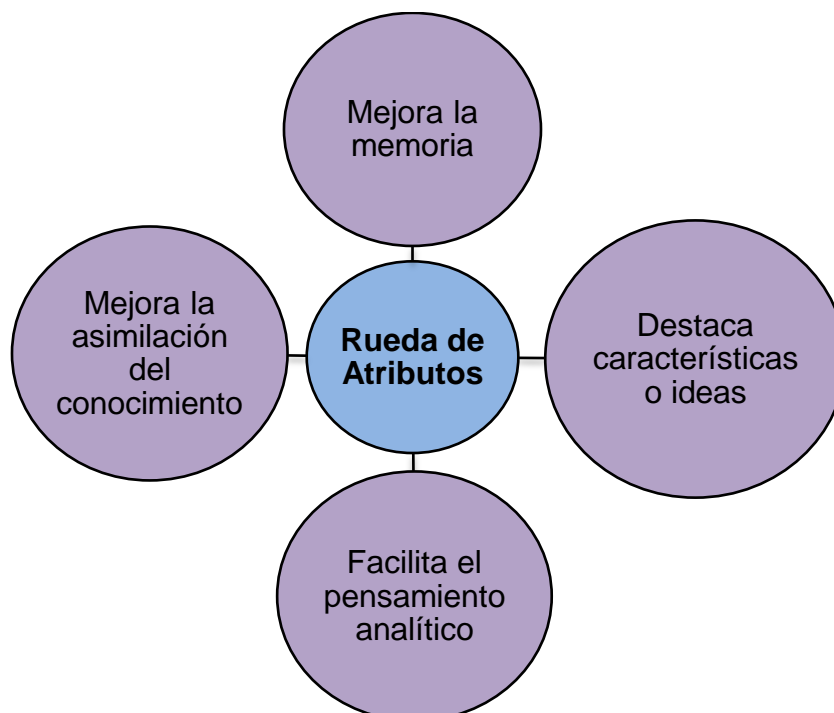 Mejora la
memoria
Mejora la
asimilación
del
conocimiento
Rueda de
Atributos
Destaca
características
o ideas
Facilita el
pensamiento
analítico